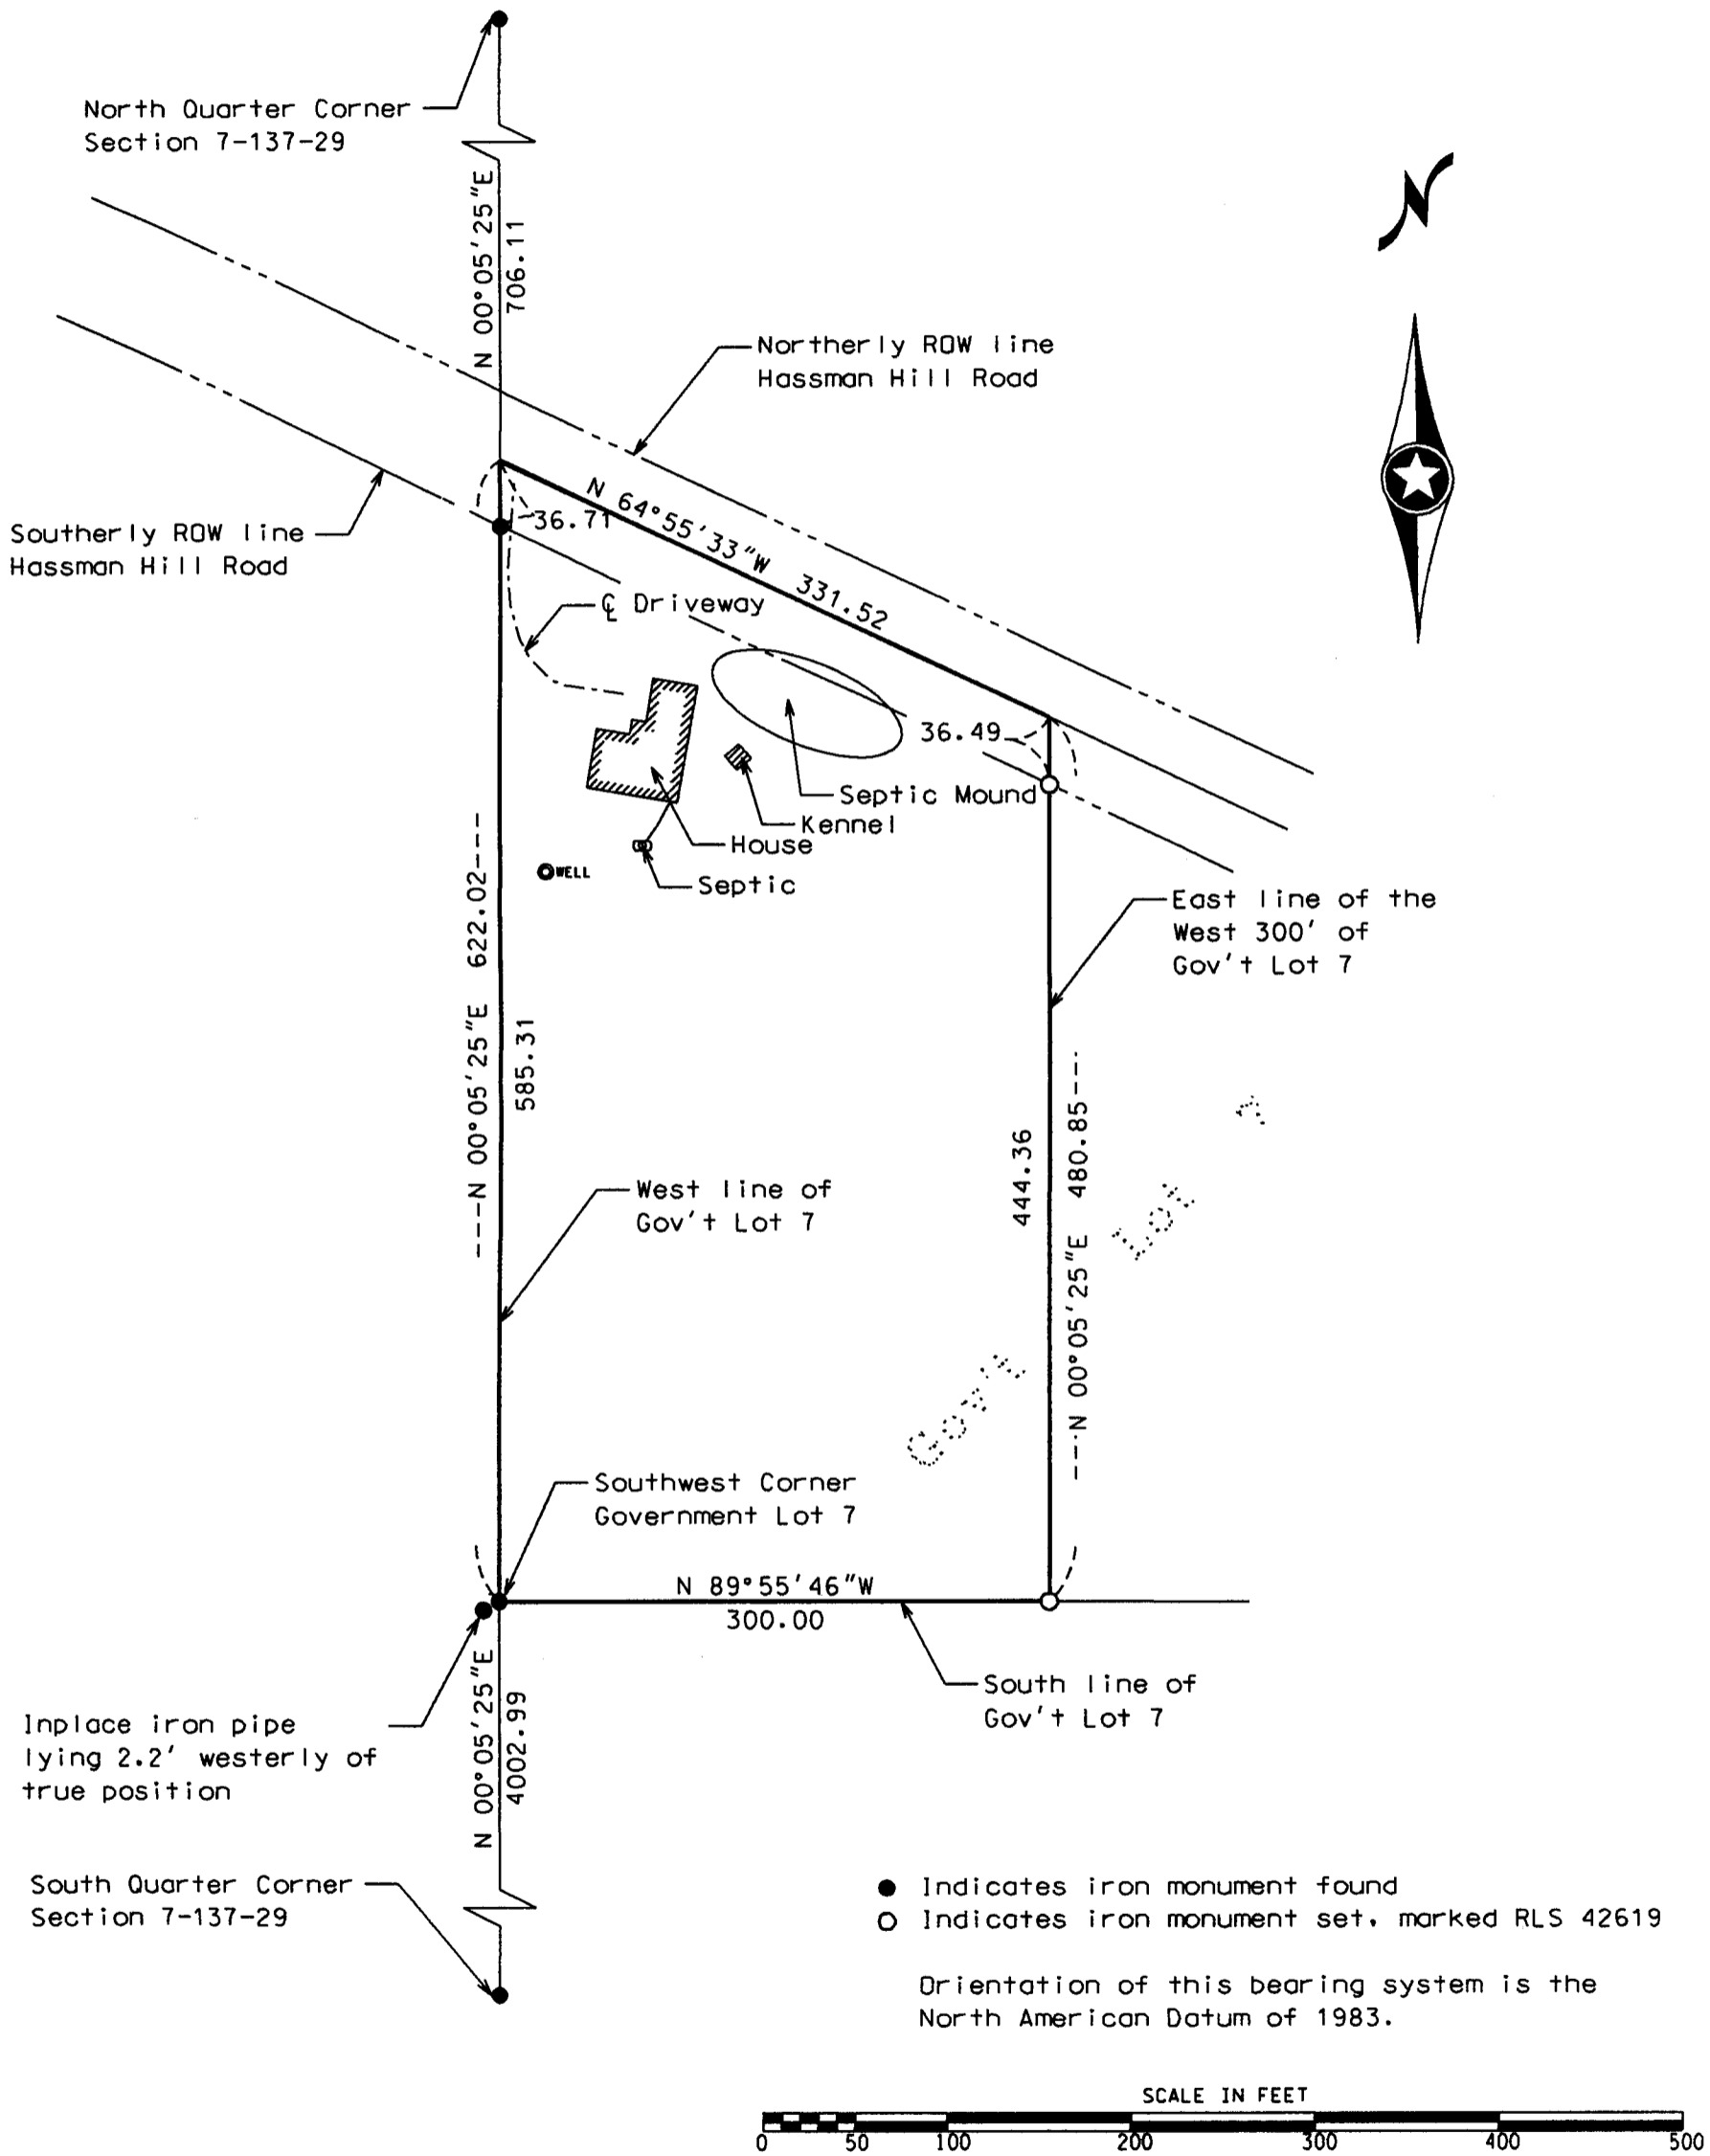 North Quarter Corner
Section 7-137-29
N 00°05'25"E
706.11
N
Northerly ROW line
Hassman Hill Road
Southerly ROW line
Hassman Hill Road
36.71
N 64°55'33"W 331.52
℄ Driveway
36.49
Septic Mound
Kennel
House
Septic
WELL
East line of the
West 300' of
Gov't Lot 7
N 00°05'25"E 622.02
585.31
444.36
N 00°05'25"E 480.85
Gov't Lot 7
West line of
Gov't Lot 7
Southwest Corner
Government Lot 7
N 89°55'46"W
300.00
South line of
Gov't Lot 7
N 00°05'25"E
4002.99
Inplace iron pipe
lying 2.2' westerly of
true position
South Quarter Corner
Section 7-137-29
Indicates iron monument found
Indicates iron monument set, marked RLS 42619
Orientation of this bearing system is the
North American Datum of 1983.
SCALE IN FEET
0 50 100 200 300 400 500